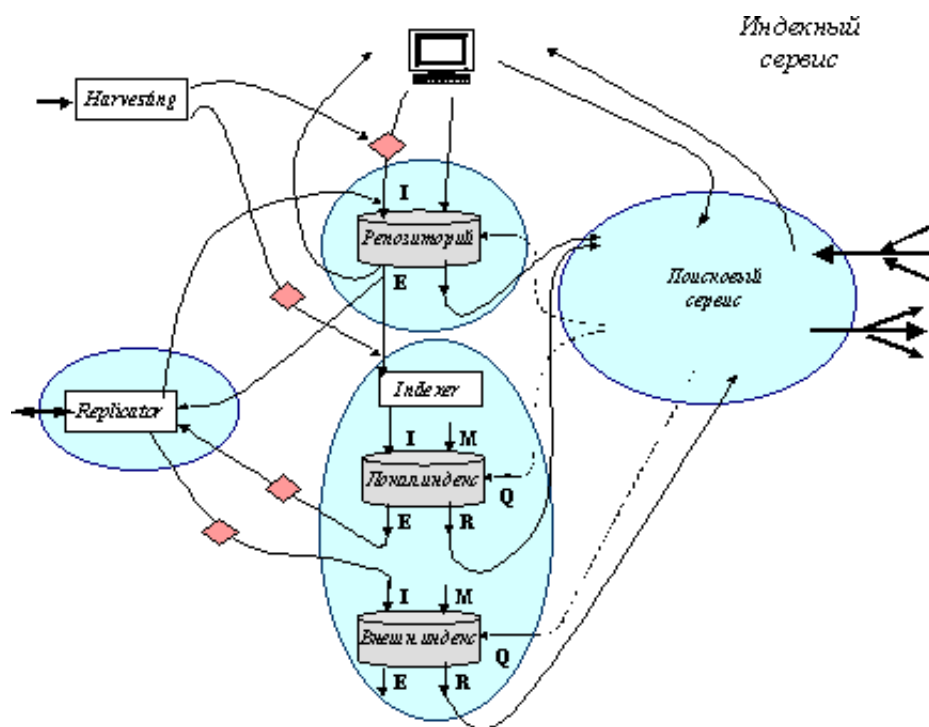 Индекный
сервис
Harvesting
I
Репозиторий
E
Поисковый
сервис
Indexer
Replicator
I M
Локал.индекс
Q
E R
I M
Внешн.индекс
Q
E R